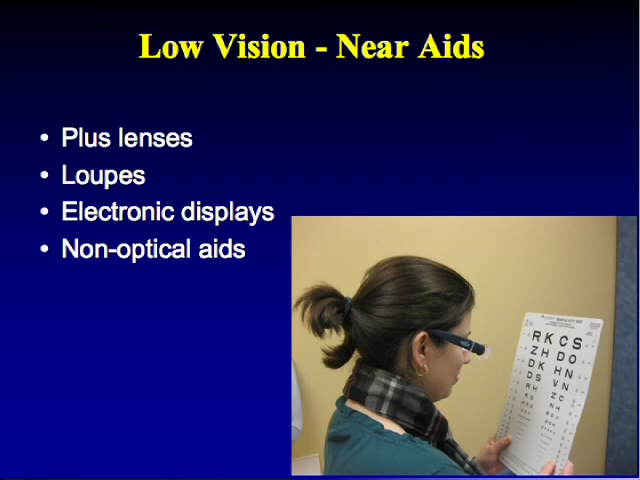 Low Vision - Near Aids
• Plus lenses
• Loupes
• Electronic displays
• Non-optical aids
R K C S
Z H D O
D K H N
D S V N
R H Z C